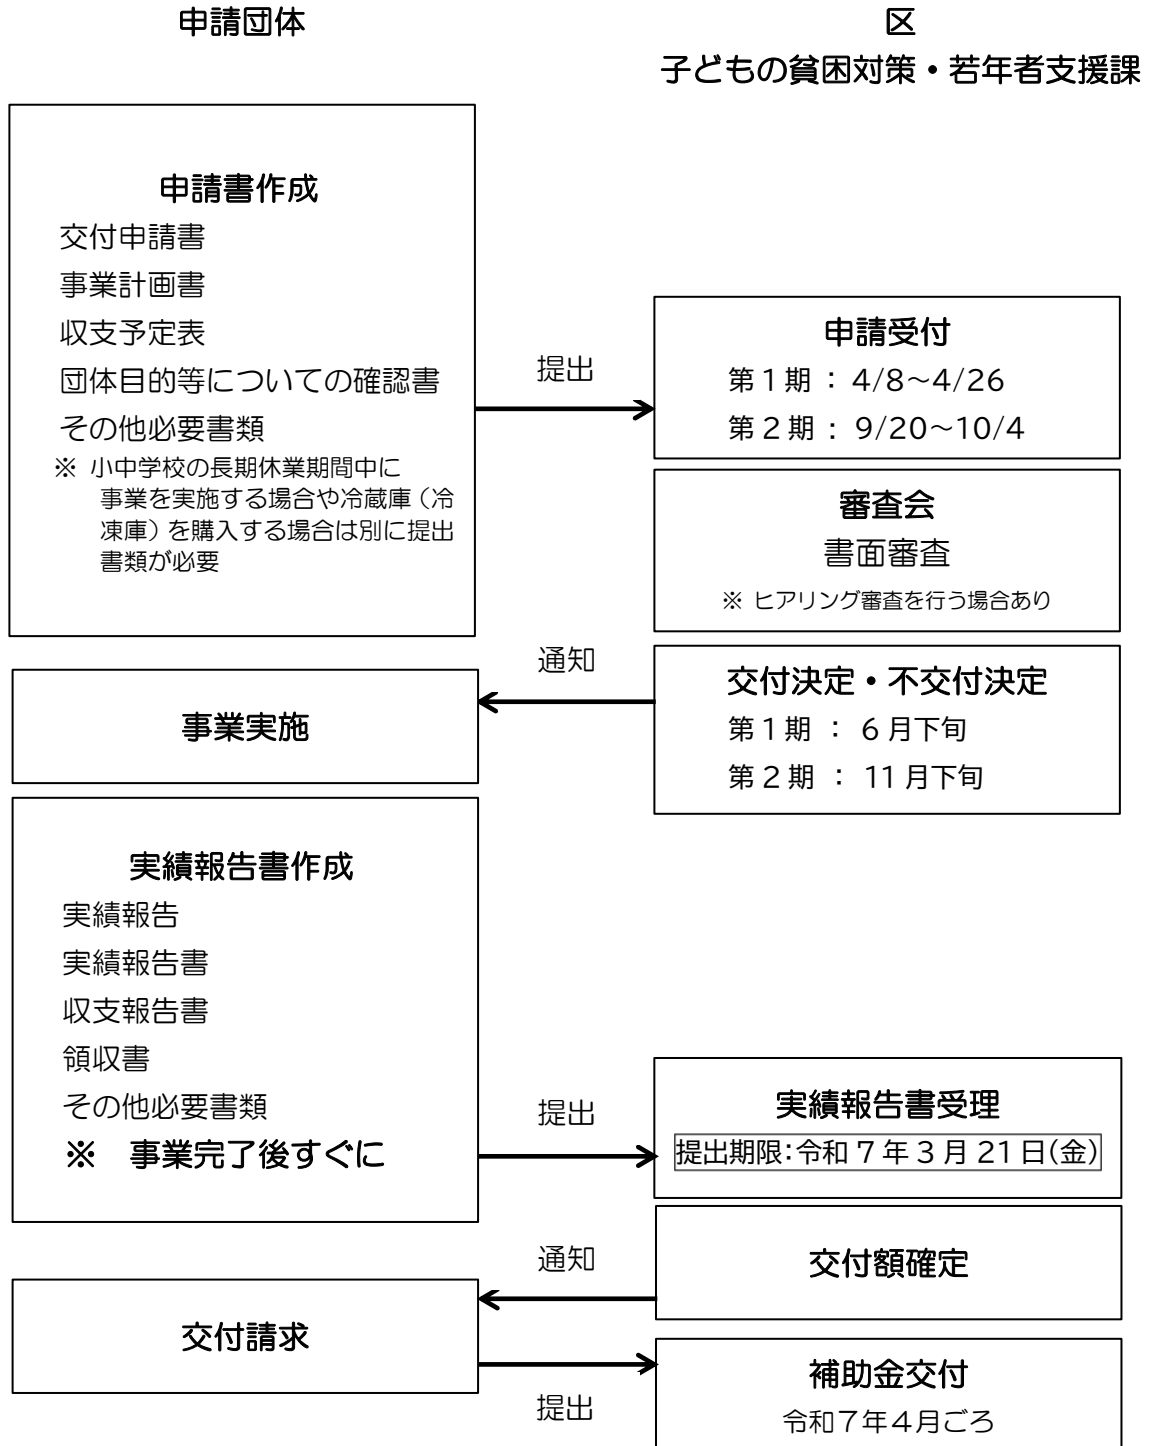 申請団体
区
子どもの貧困対策・若年者支援課
申請書作成
交付申請書
事業計画書
収支予定表
団体目的等についての確認書
その他必要書類
※ 小中学校の長期休業期間中に
事業を実施する場合や冷蔵庫（冷
凍庫）を購入する場合は別に提出
書類が必要
提出
申請受付
第１期 ： 4/8～4/26
第２期 ： 9/20～10/4
審査会
書面審査
※ ヒアリング審査を行う場合あり
通知
交付決定・不交付決定
第１期 ： 6月下旬
第２期 ： 11月下旬
事業実施
実績報告書作成
実績報告
実績報告書
収支報告書
領収書
その他必要書類
※　事業完了後すぐに
提出
実績報告書受理
提出期限：令和７年３月21日(金)
通知
交付額確定
交付請求
提出
補助金交付
令和７年４月ごろ